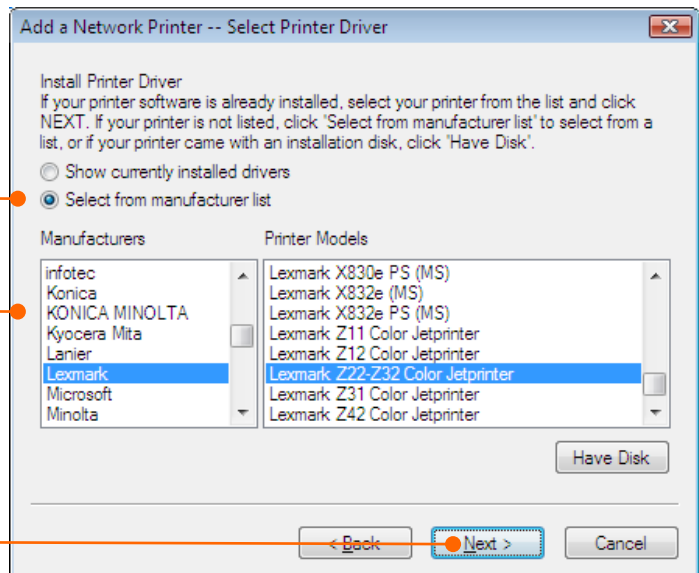 Add a Network Printer -- Select Printer Driver
Install Printer Driver
If your printer software is already installed, select your printer from the list and click
NEXT. If your printer is not listed, click 'Select from manufacturer list' to select from a
list, or if your printer came with an installation disk, click 'Have Disk'.
Show currently installed drivers
Select from manufacturer list
Manufacturers
infotec
Konica
KONICA MINOLTA
Kyocera Mita
Lanier
Lexmark
Microsoft
Minolta
Printer Models
Lexmark X830e PS (MS)
Lexmark X832e (MS)
Lexmark X832e PS (MS)
Lexmark Z11 Color Jetprinter
Lexmark Z12 Color Jetprinter
Lexmark Z22-Z32 Color Jetprinter
Lexmark Z31 Color Jetprinter
Lexmark Z42 Color Jetprinter
Have Disk
< Back
Next >
Cancel